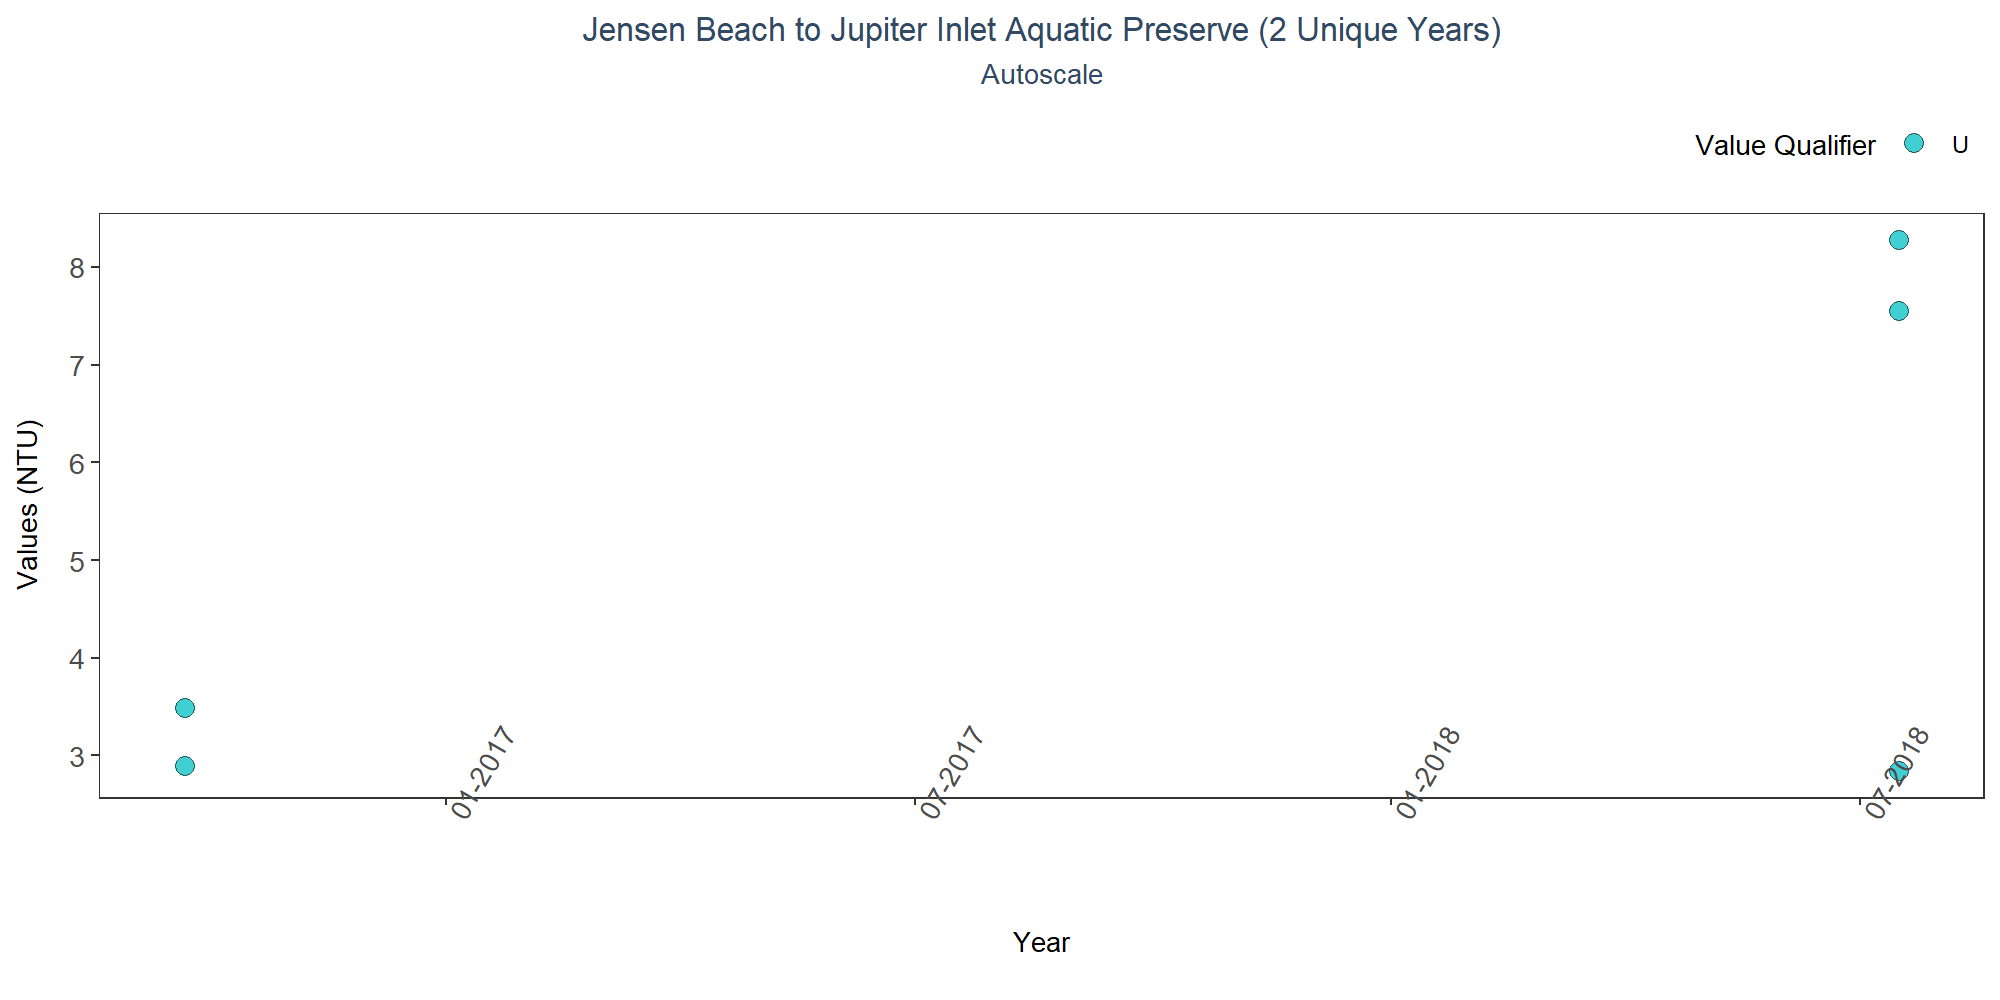 Jensen Beach to Jupiter Inlet Aquatic Preserve (2 Unique Years)
Autoscale
Value Qualifier U
Values (NTU)
8
7
6
5
4
3
01-2017
07-2017
01-2018
07-2018
Year